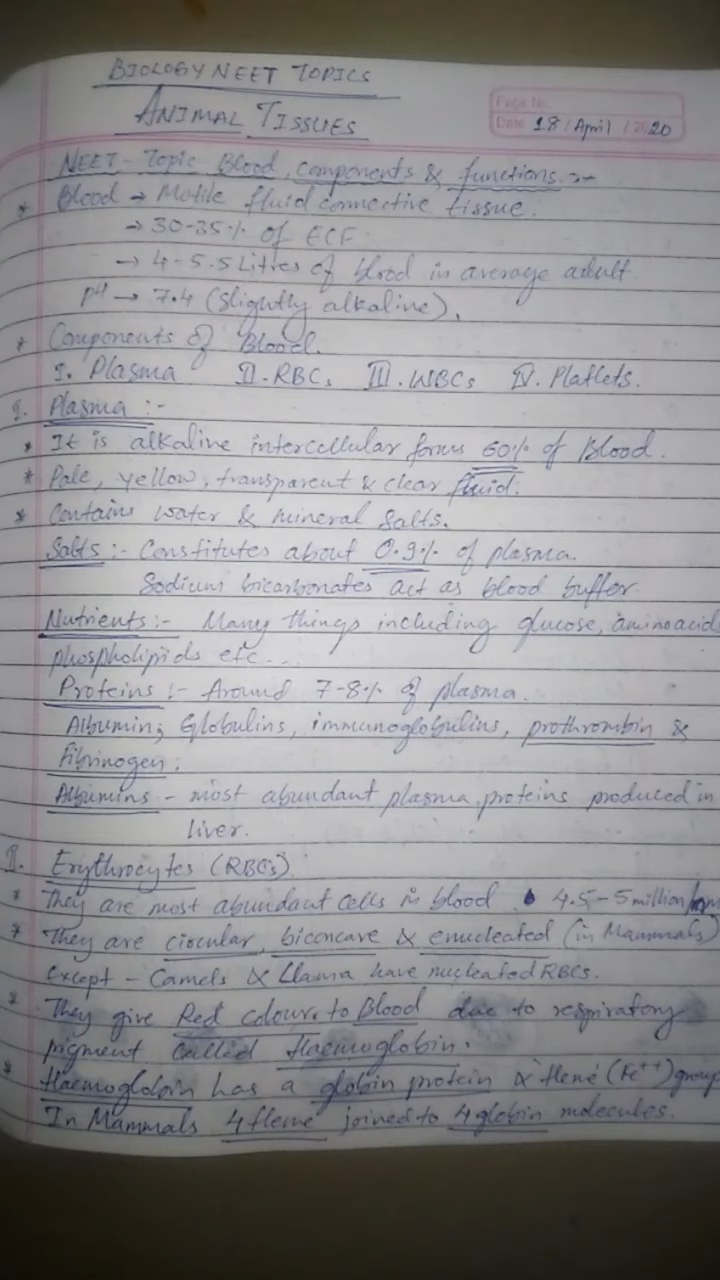 BIOLOGY NEET TOPICS
ANIMAL TISSUES
Page No.
Date 18 / April / 2020
NEET - Topic Blood, components & functions :-
* Blood → Motile fluid connective tissue.
→ 30-35% of ECF.
→ 4-5.5 Litres of blood in average adult
pH → 7.4 (slightly alkaline).
* Components of Blood.
I. Plasma II. RBCs III. WBCs IV. Platlets.
I. Plasma :-
* It is alkaline intercellular forms 60% of Blood.
* Pale, yellow, transparent & clear fluid.
* Contains water & mineral salts.
Salts :- Constitutes about 0.9% of plasma.
Sodium bicarbonates act as blood buffer.
Nutrients :- Many things including glucose, aminoacid
phospholipids etc...
Proteins :- Around 7-8% of plasma.
Albumin; Globulins, immunoglobulins, prothrombin &
fibrinogen;
Albumins - most abundant plasma proteins produced in
liver.
II. Erythrocytes (RBCs)
* They are most abundant cells in blood 4.5-5 million/
* They are circular, biconcave & enucleated (in Mammals)
Except - Camels & Llama have nucleated RBCs.
* They give Red colour to Blood due to respiratory
pigment called Haemoglobin.
* Haemoglobin has a globin protein & Heme (Fe++) group
In Mammals 4 Heme joined to 4 globin molecules.